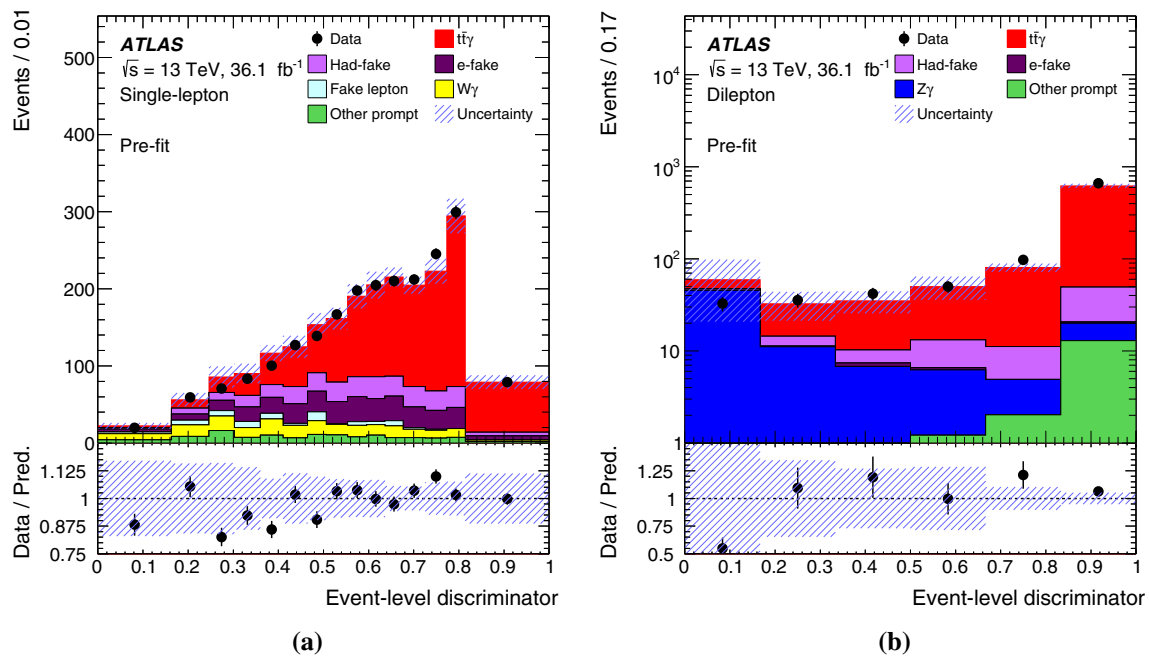 Events / 0.01
500
400
300
200
100
0
ATLAS
√s = 13 TeV, 36.1 fb⁻¹
Single-lepton
Pre-fit
Data
tt̄γ
Had-fake
e-fake
Fake lepton
Wγ
Other prompt
Uncertainty
Data / Pred.
1.125
1
0.875
0.75
0 0.1 0.2 0.3 0.4 0.5 0.6 0.7 0.8 0.9 1
Event-level discriminator
(a)
Events / 0.17
10⁴
10³
10²
10
1
ATLAS
√s = 13 TeV, 36.1 fb⁻¹
Dilepton
Pre-fit
Data
tt̄γ
Had-fake
e-fake
Zγ
Other prompt
Uncertainty
Data / Pred.
1.25
1
0.75
0.5
0 0.1 0.2 0.3 0.4 0.5 0.6 0.7 0.8 0.9 1
Event-level discriminator
(b)